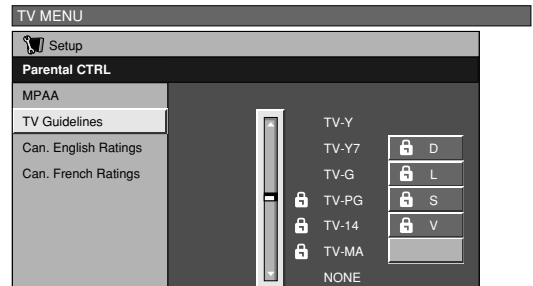 TV MENU
Setup
Parental CTRL
MPAA
TV Guidelines
Can. English Ratings
Can. French Ratings
TV-Y
TV-Y7 D
TV-G L
TV-PG S
TV-14 V
TV-MA
NONE